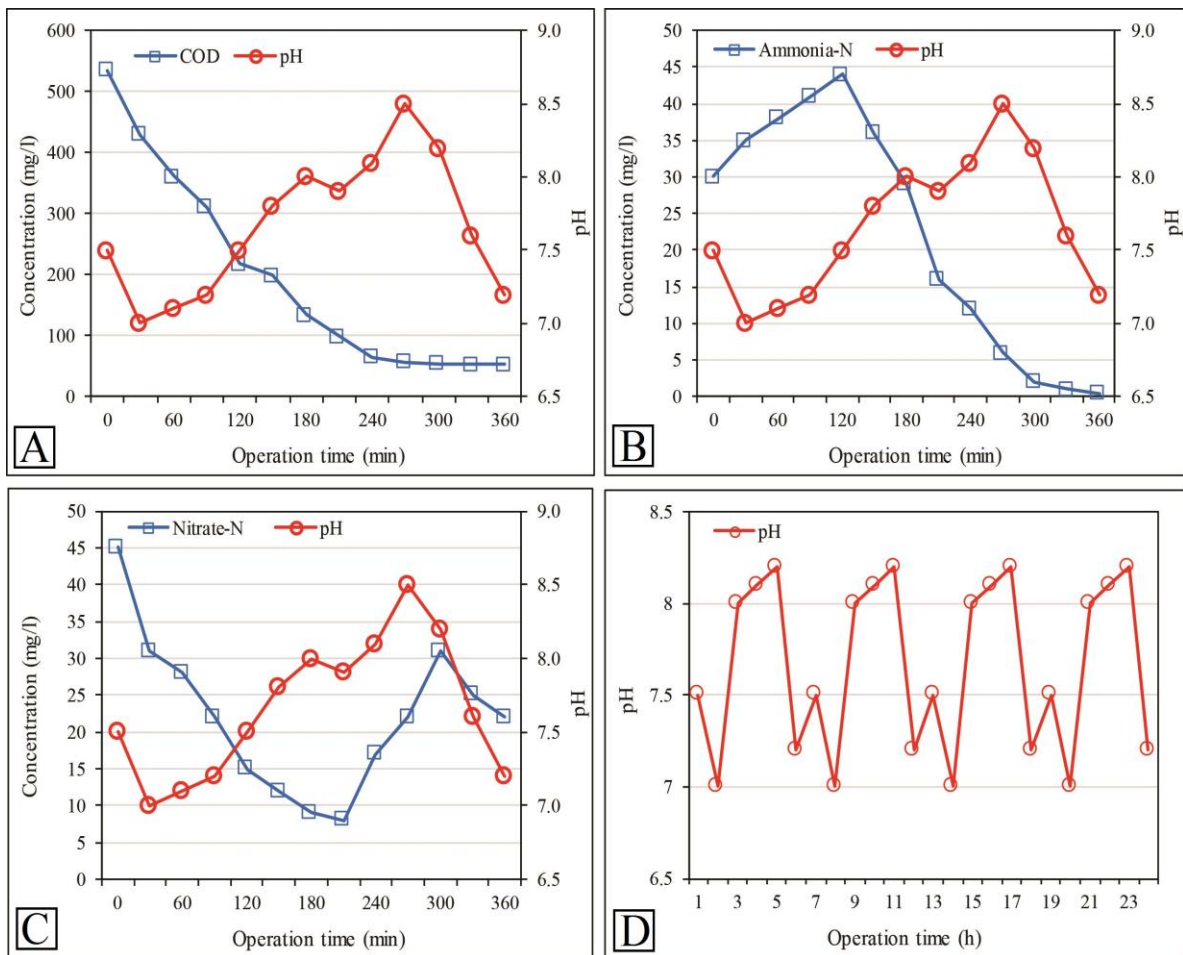 COD
pH
600
500
400
300
200
100
0
9.0
8.5
8.0
7.5
7.0
6.5
Concentration (mg/l)
pH
0 60 120 180 240 300 360
Operation time (min)
A
Ammonia-N
pH
50
45
40
35
30
25
20
15
10
5
0
9.0
8.5
8.0
7.5
7.0
6.5
Concentration (mg/l)
pH
0 60 120 180 240 300 360
Operation time (min)
B
Nitrate-N
pH
50
45
40
35
30
25
20
15
10
5
0
9.0
8.5
8.0
7.5
7.0
6.5
Concentration (mg/l)
pH
0 60 120 180 240 300 360
Operation time (min)
C
pH
8.5
8
7.5
7
6.5
pH
1 3 5 7 9 11 13 15 17 19 21 23
Operation time (h)
D